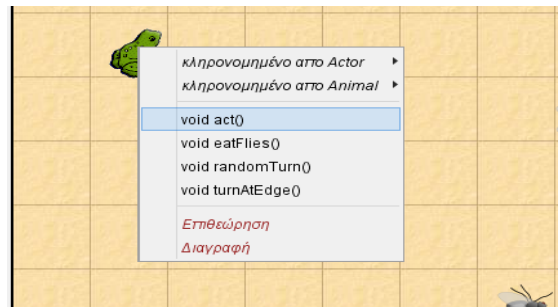 κληρονομημένο απο Actor
κληρονομημένο απο Animal
void act()
void eatFlies()
void randomTurn()
void turnAtEdge()
Επιθεώρηση
Διαγραφή